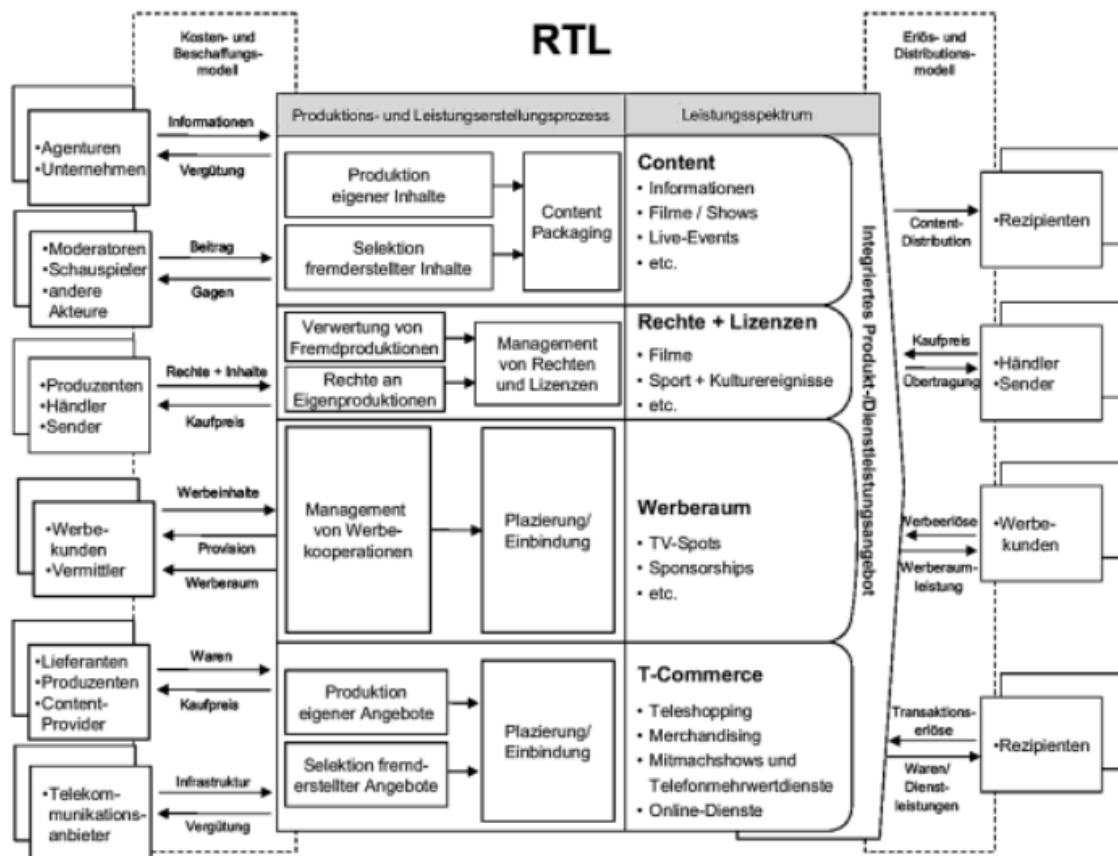 RTL
Kosten- und
Beschaffungs-
modell
Erlös- und
Distributions-
modell
Produktions- und Leistungserstellungsprozess
Leistungsspektrum
•Agenturen
•Unternehmen
Informationen
Vergütung
•Moderatoren
•Schauspieler
•andere
Akteure
Beitrag
Gagen
•Produzenten
•Händler
•Sender
Rechte + Inhalte
Kaufpreis
•Werbe-
kunden
•Vermittler
Werbeinhalte
Provision
Werberaum
•Lieferanten
•Produzenten
•Content-
Provider
Waren
Kaufpreis
•Telekom-
munikations-
anbieter
Infrastruktur
Vergütung
Produktion
eigener Inhalte
Selektion
fremderstellter Inhalte
Content
Packaging
Verwertung von
Fremdproduktionen
Rechte an
Eigenproduktionen
Management
von Rechten
und Lizenzen
Management
von Werbe-
kooperationen
Plazierung/
Einbindung
Produktion
eigener Angebote
Selektion fremd-
erstellter Angebote
Plazierung/
Einbindung
Content
• Informationen
• Filme / Shows
• Live-Events
• etc.
Rechte + Lizenzen
• Filme
• Sport + Kulturereignisse
• etc.
Werberaum
• TV-Spots
• Sponsorships
• etc.
T-Commerce
• Teleshopping
• Merchandising
• Mitmachshows und
Telefonmehrwertdienste
• Online-Dienste
Integriertes Produkt-/Dienstleistungsangebot
Content-
Distribution
•Rezipienten
Kaufpreis
Übertragung
•Händler
•Sender
Werbeerlöse
Werberaum-
leistung
•Werbe-
kunden
Transaktions-
erlöse
Waren/
Dienst-
leistungen
•Rezipienten